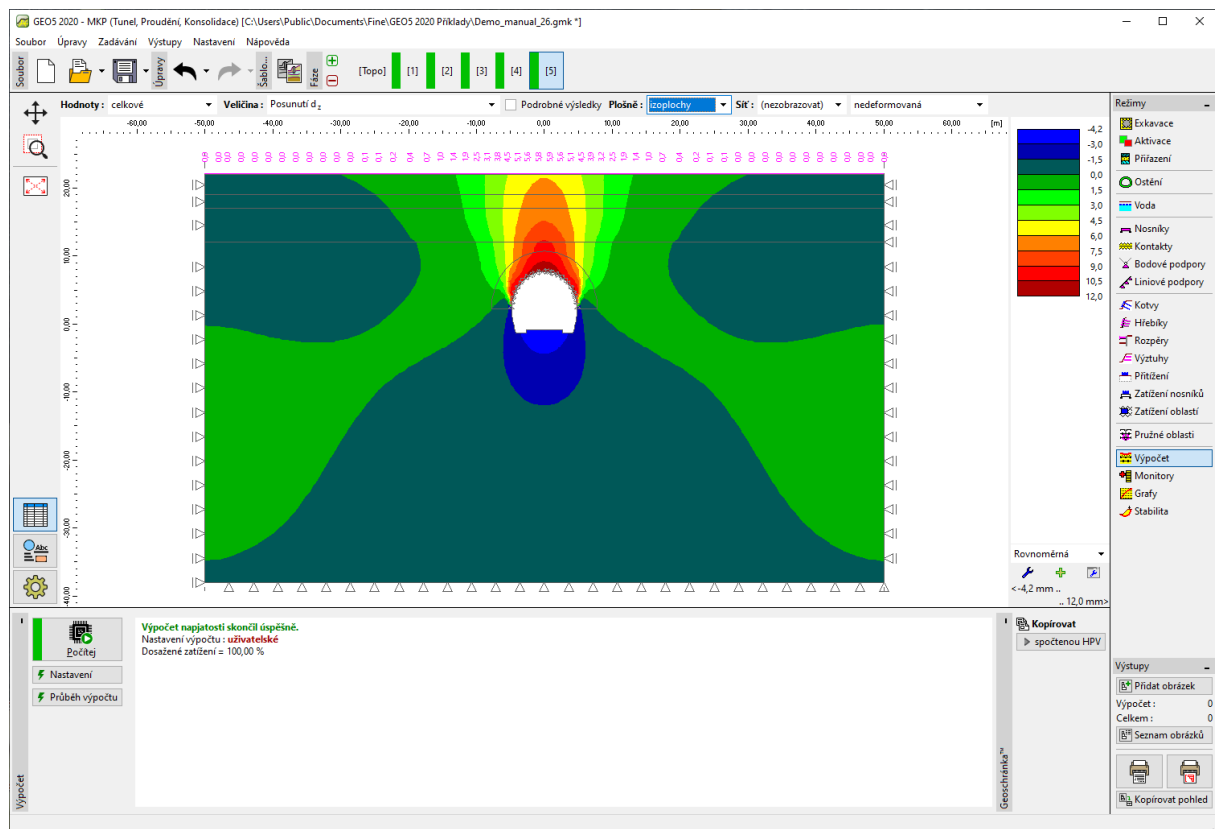 GEO5 2020 - MKP (Tunel, Proudění, Konsolidace) [C:\Users\Public\Documents\Fine\GEO5 2020 Příklady\Demo_manual_26.gmk *]
Soubor Úpravy Zadávání Výstupy Nastavení Nápověda
Soubor
Úpravy
Šablo...
Fáze
[Topo] [1] [2] [3] [4] [5]
Hodnoty : celkové Veličina : Posunutí dz Podrobné výsledky Plošně : izoplochy Síť : (nezobrazovat) nedeformovaná
-60,00 -50,00 -40,00 -30,00 -20,00 -10,00 0,00 10,00 20,00 30,00 40,00 50,00 60,00 [m]
20,00
10,00
0,00
-10,00
-20,00
-30,00
-40,00
-4,2
-3,0
-1,5
0,0
1,5
3,0
4,5
6,0
7,5
9,0
10,5
12,0
Rovnoměrná
<-4,2 mm ..
.. 12,0 mm>
Režimy
Exkavace
Aktivace
Přiřazení
Ostění
Voda
Nosníky
Kontakty
Bodové podpory
Liniové podpory
Kotvy
Hřebíky
Rozpěry
Výztuhy
Přitížení
Zatížení nosníků
Zatížení oblastí
Pružné oblasti
Výpočet
Monitory
Grafy
Stabilita
Abc
Výpočet
Počítej
Nastavení
Průběh výpočtu
Výpočet napjatosti skončil úspěšně.
Nastavení výpočtu : uživatelské
Dosažené zatížení = 100,00 %
Geoschránka™
Kopírovat
spočtenou HPV
Výstupy
Přidat obrázek
Výpočet : 0
Celkem : 0
Seznam obrázků
Kopírovat pohled